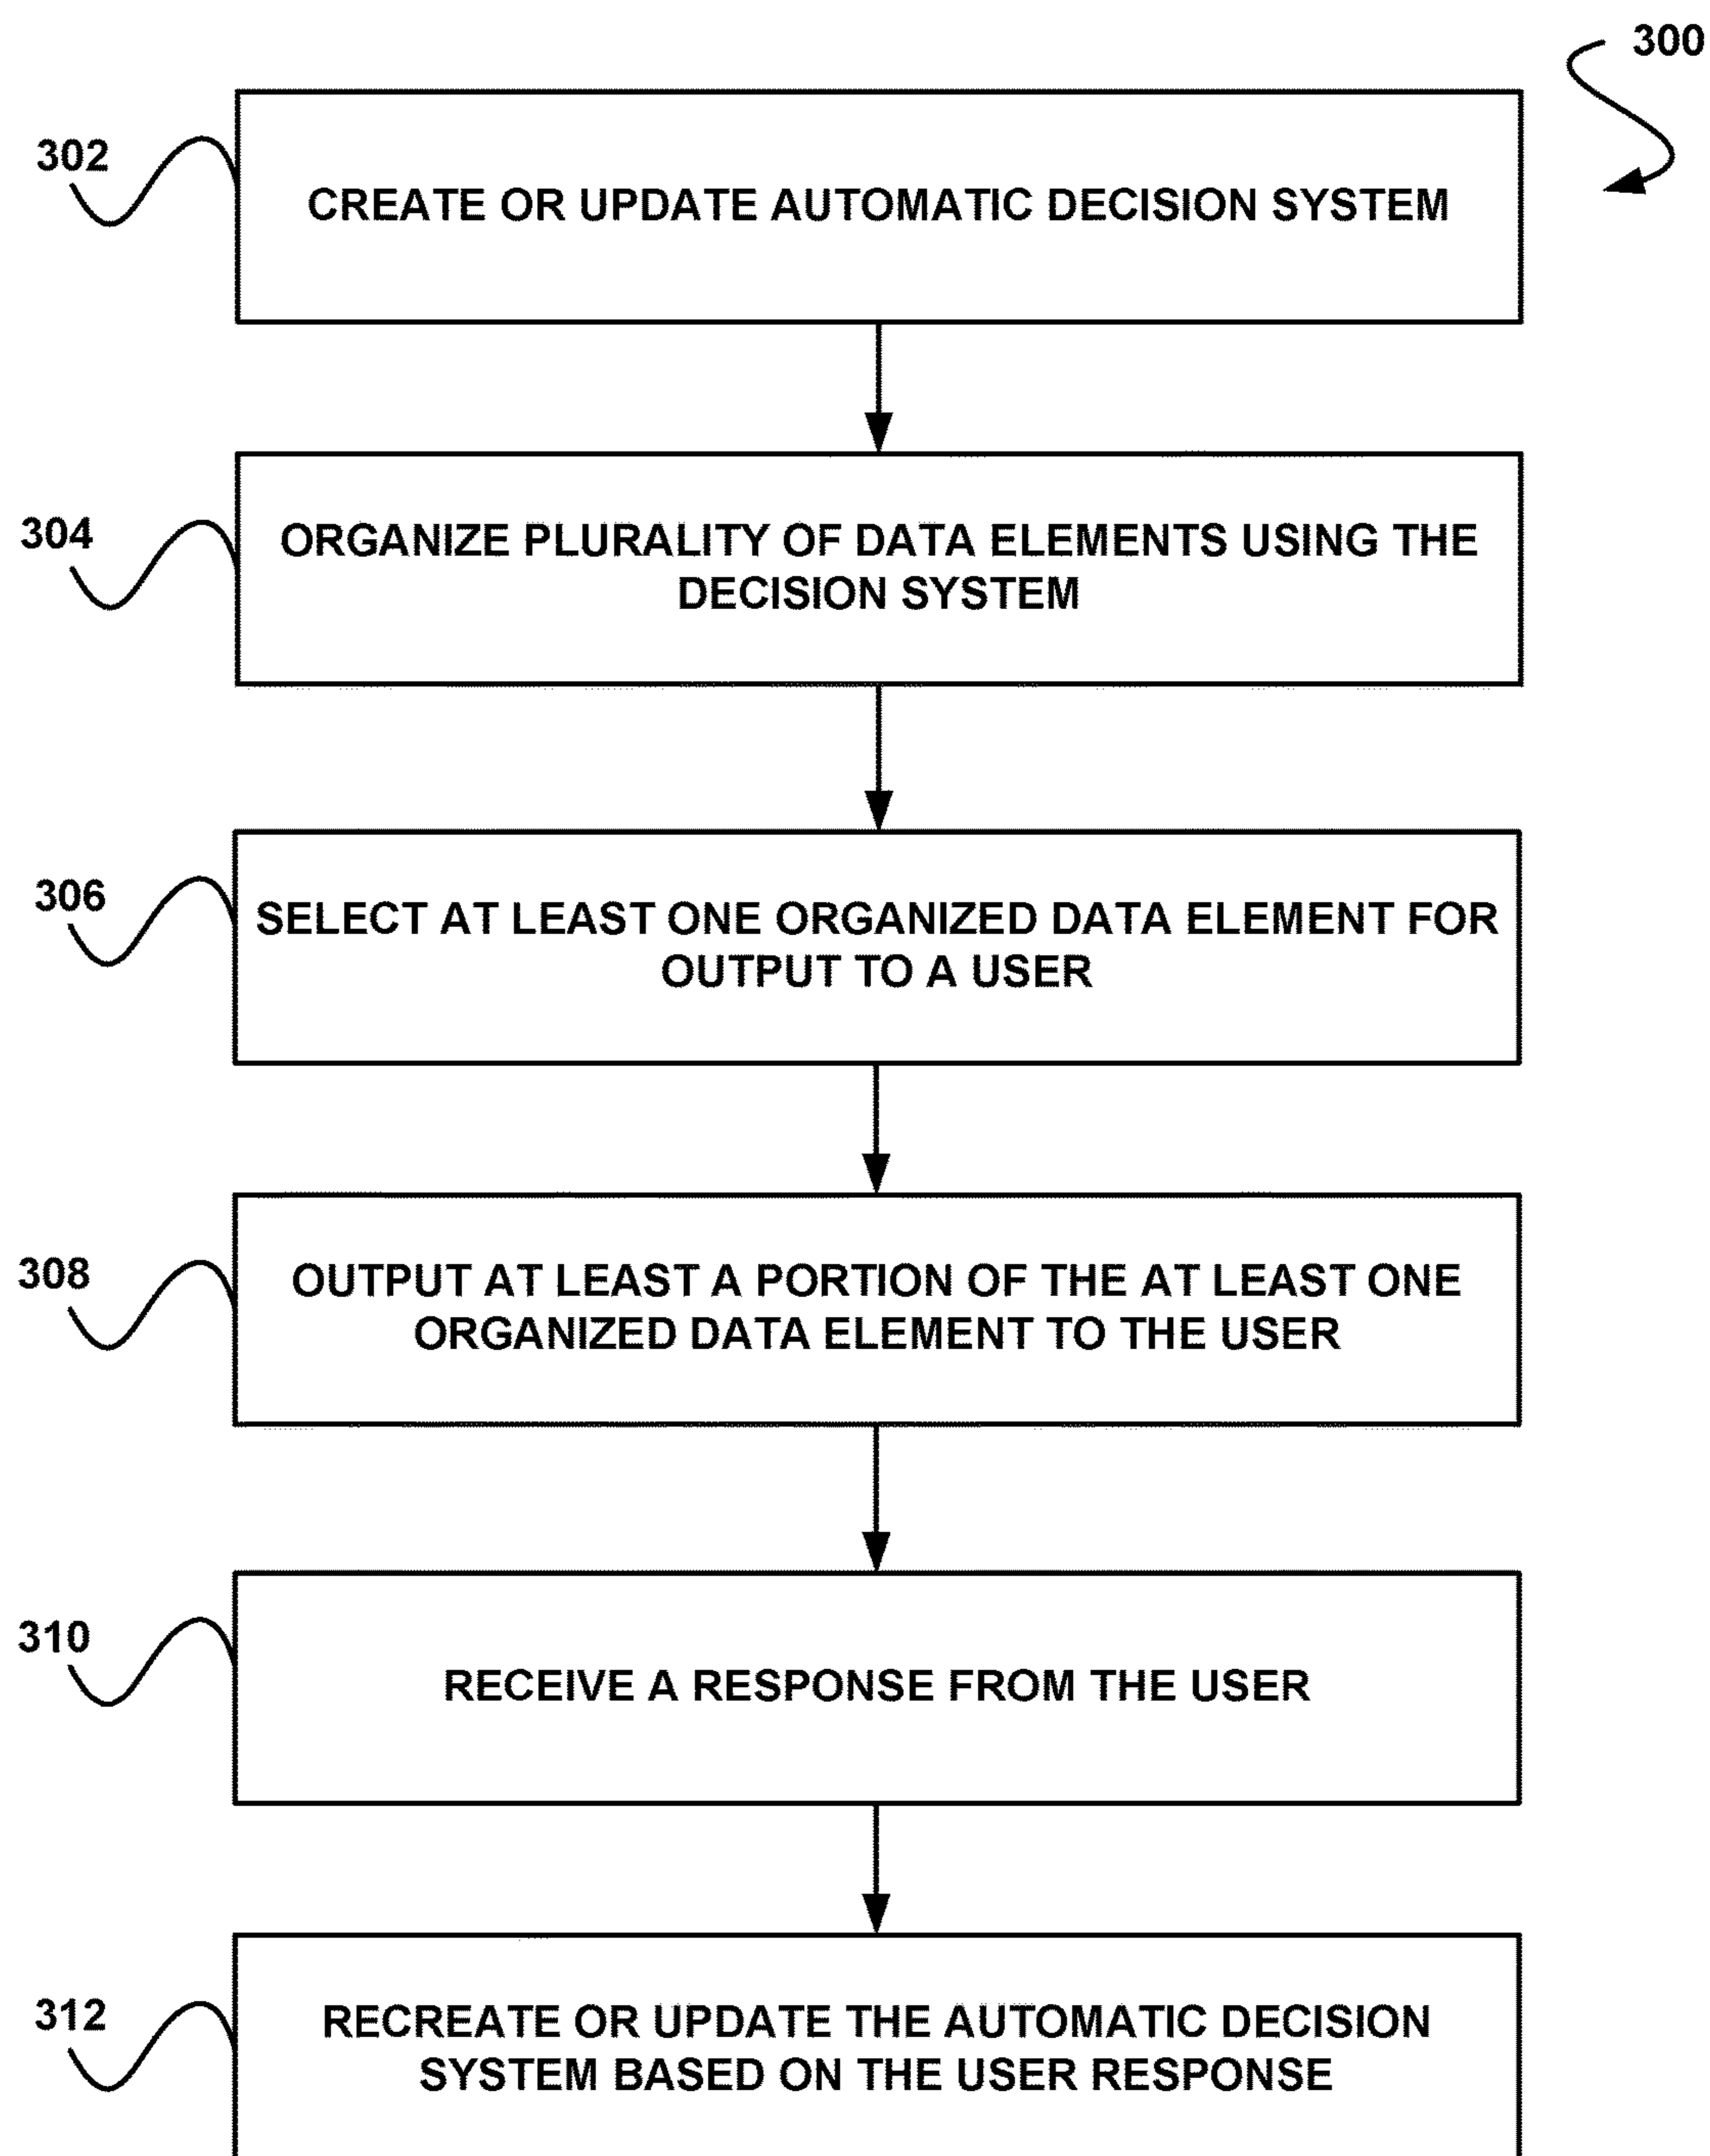 300
302
CREATE OR UPDATE AUTOMATIC DECISION SYSTEM
304
ORGANIZE PLURALITY OF DATA ELEMENTS USING THE
DECISION SYSTEM
306
SELECT AT LEAST ONE ORGANIZED DATA ELEMENT FOR
OUTPUT TO A USER
308
OUTPUT AT LEAST A PORTION OF THE AT LEAST ONE
ORGANIZED DATA ELEMENT TO THE USER
310
RECEIVE A RESPONSE FROM THE USER
312
RECREATE OR UPDATE THE AUTOMATIC DECISION
SYSTEM BASED ON THE USER RESPONSE